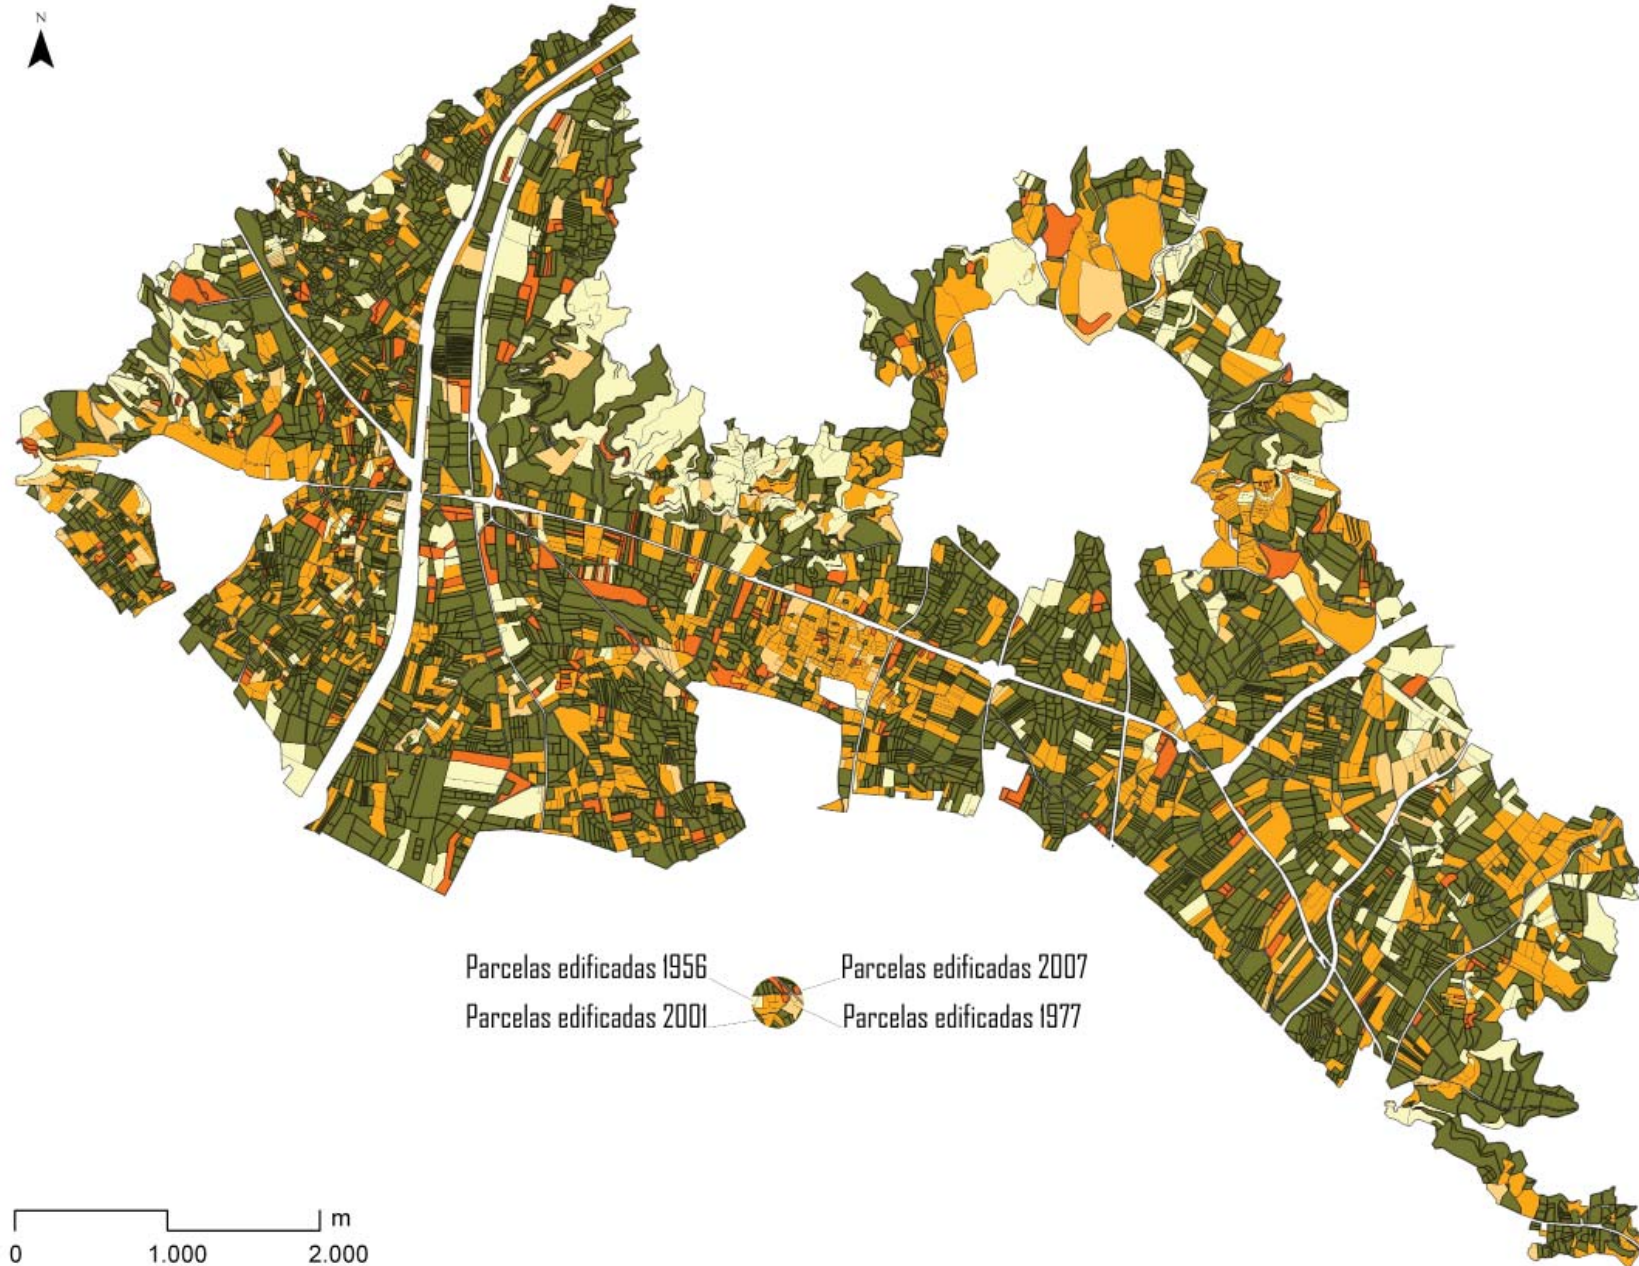 N
Parcelas edificadas 1956
Parcelas edificadas 2007
Parcelas edificadas 2001
Parcelas edificadas 1977
m
0
1.000
2.000